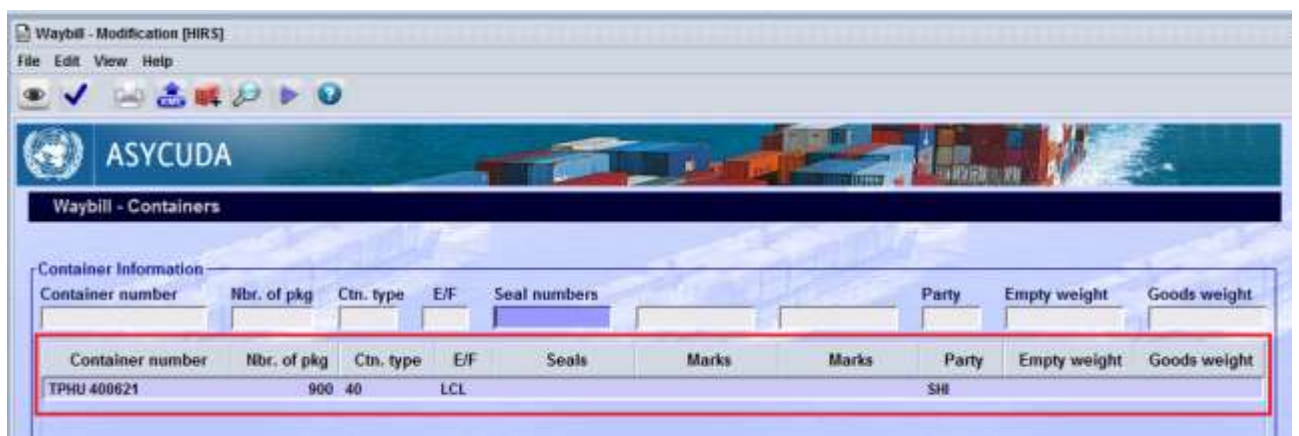 Waybill - Modification [HIRS]
File Edit View Help
XML
ASYCUDA
Waybill - Containers
Container Information
Container number Nbr. of pkg Ctn. type E/F Seal numbers Party Empty weight Goods weight
Container number Nbr. of pkg Ctn. type E/F Seals Marks Marks Party Empty weight Goods weight
TPHU 400621 900 40 LCL SHI